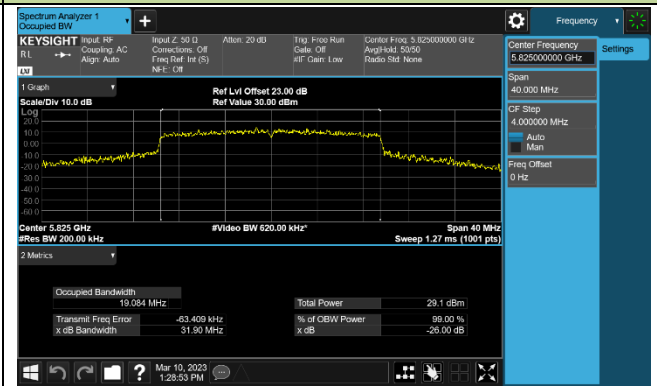 Spectrum Analyzer 1
Occupied BW
+
Frequency
KEYSIGHT
RL
LXI
Input: RF
Coupling: AC
Align: Auto
Input Z: 50 Ω
Corrections: Off
Freq Ref: Int (S)
NFE: Off
Atten: 20 dB
Trig: Free Run
Gate: Off
#IF Gain: Low
Center Freq: 5.825000000 GHz
Avg|Hold: 50/50
Radio Std: None
Center Frequency
5.825000000 GHz
Settings
Span
40.000 MHz
CF Step
4.000000 MHz
Auto
Man
Freq Offset
0 Hz
1 Graph
Scale/Div 10.0 dB
Ref Lvl Offset 23.00 dB
Ref Value 30.00 dBm
Log
20.0
10.0
0.00
-10.0
-20.0
-30.0
-40.0
-50.0
-60.0
Center 5.825 GHz
#Res BW 200.00 kHz
#Video BW 620.00 kHz*
Span 40 MHz
Sweep 1.27 ms (1001 pts)
2 Metrics
Occupied Bandwidth
19.084 MHz
Transmit Freq Error -63.409 kHz
x dB Bandwidth 31.90 MHz
Total Power 29.1 dBm
% of OBW Power 99.00 %
x dB -26.00 dB
?
Mar 10, 2023
1:28:53 PM